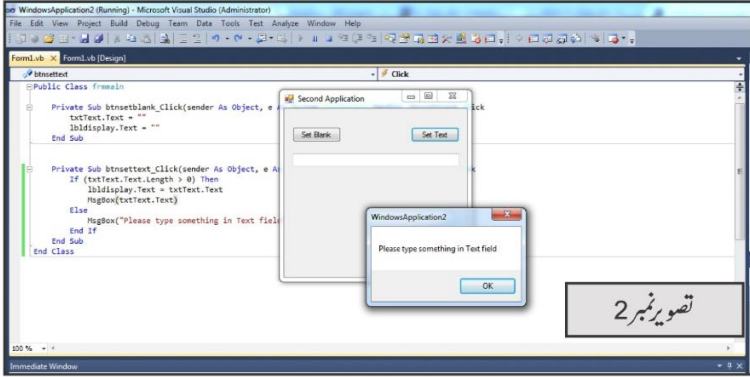 WindowsApplication2 (Running) - Microsoft Visual Studio (Administrator)
File Edit View Project Build Debug Team Data Tools Test Analyze Window Help
Form1.vb Form1.vb [Design]
btnsettext Click
Public Class frmmain
Private Sub btnsetblank_Click(sender As Object, e A ick
txtText.Text = ""
lbldisplay.Text = ""
End Sub
Private Sub btnsettext_Click(sender As Object, e A k
If (txtText.Text.Length > 0) Then
lbldisplay.Text = txtText.Text
MsgBox(txtText.Text)
Else
MsgBox("Please type something in Text fiel
End If
End Sub
End Class
Second Application
Set Blank Set Text
WindowsApplication2
Please type something in Text field
OK
تصویر نمبر 2
100 %
Immediate Window